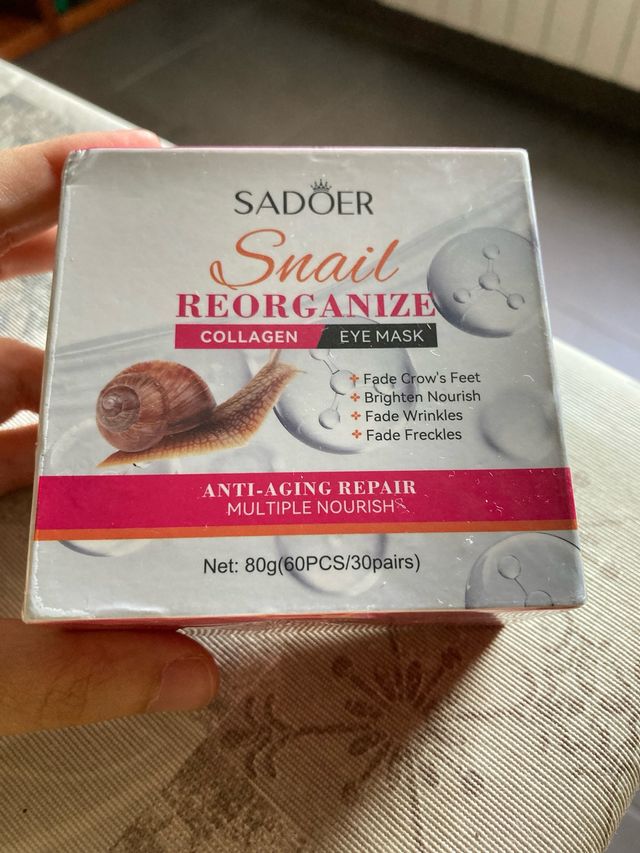 SADOER
Snail
REORGANIZE
COLLAGEN EYE MASK
Fade Crow's Feet
Brighten Nourish
Fade Wrinkles
Fade Freckles
ANTI-AGING REPAIR
MULTIPLE NOURISH
Net: 80g(60PCS/30pairs)